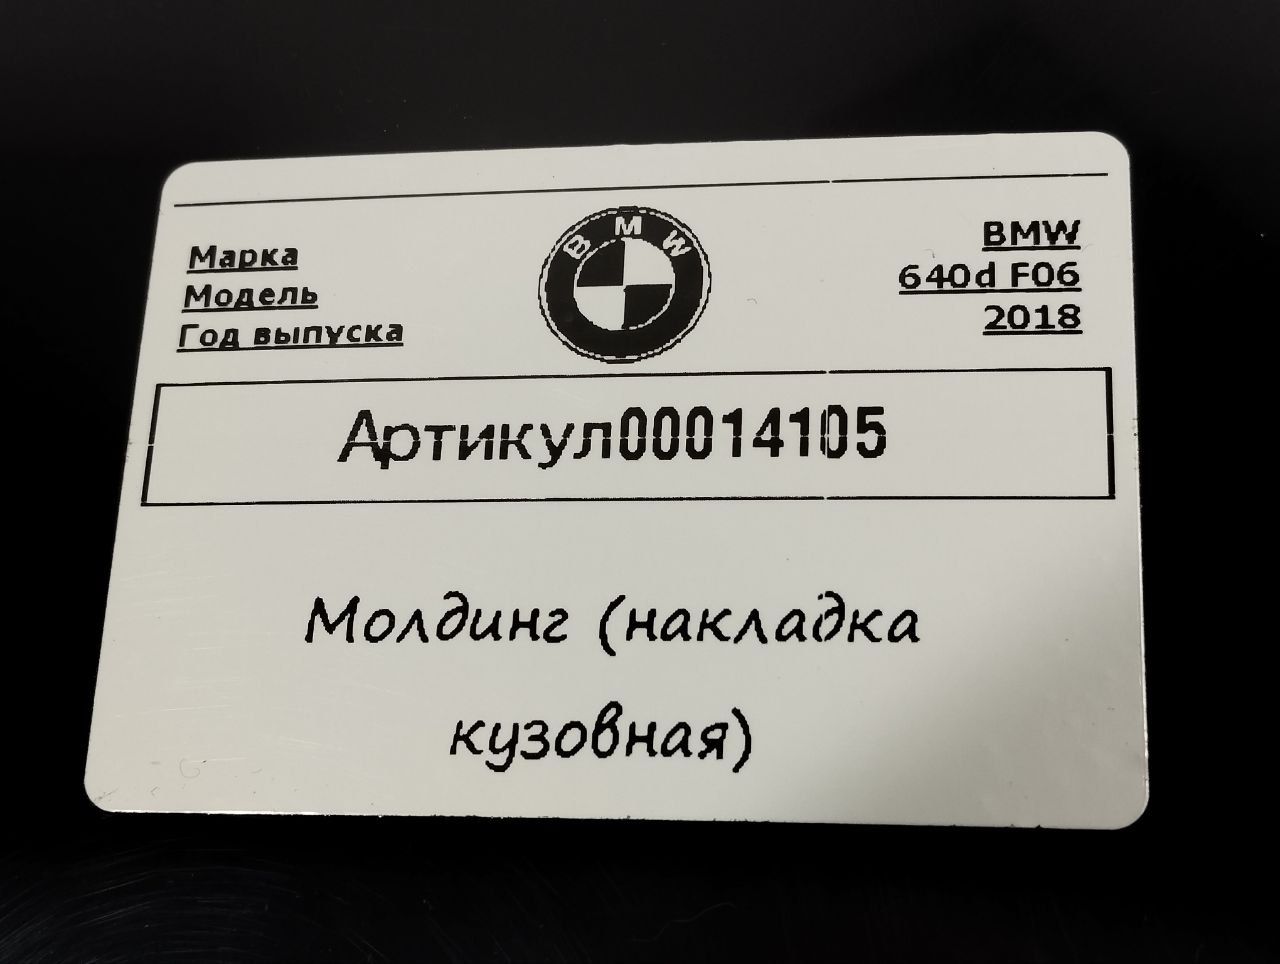 BMW
Марка BMW
Модель 640d F06
Год выпуска 2018
Артикул00014105
Молдинг (накладка
кузовная)